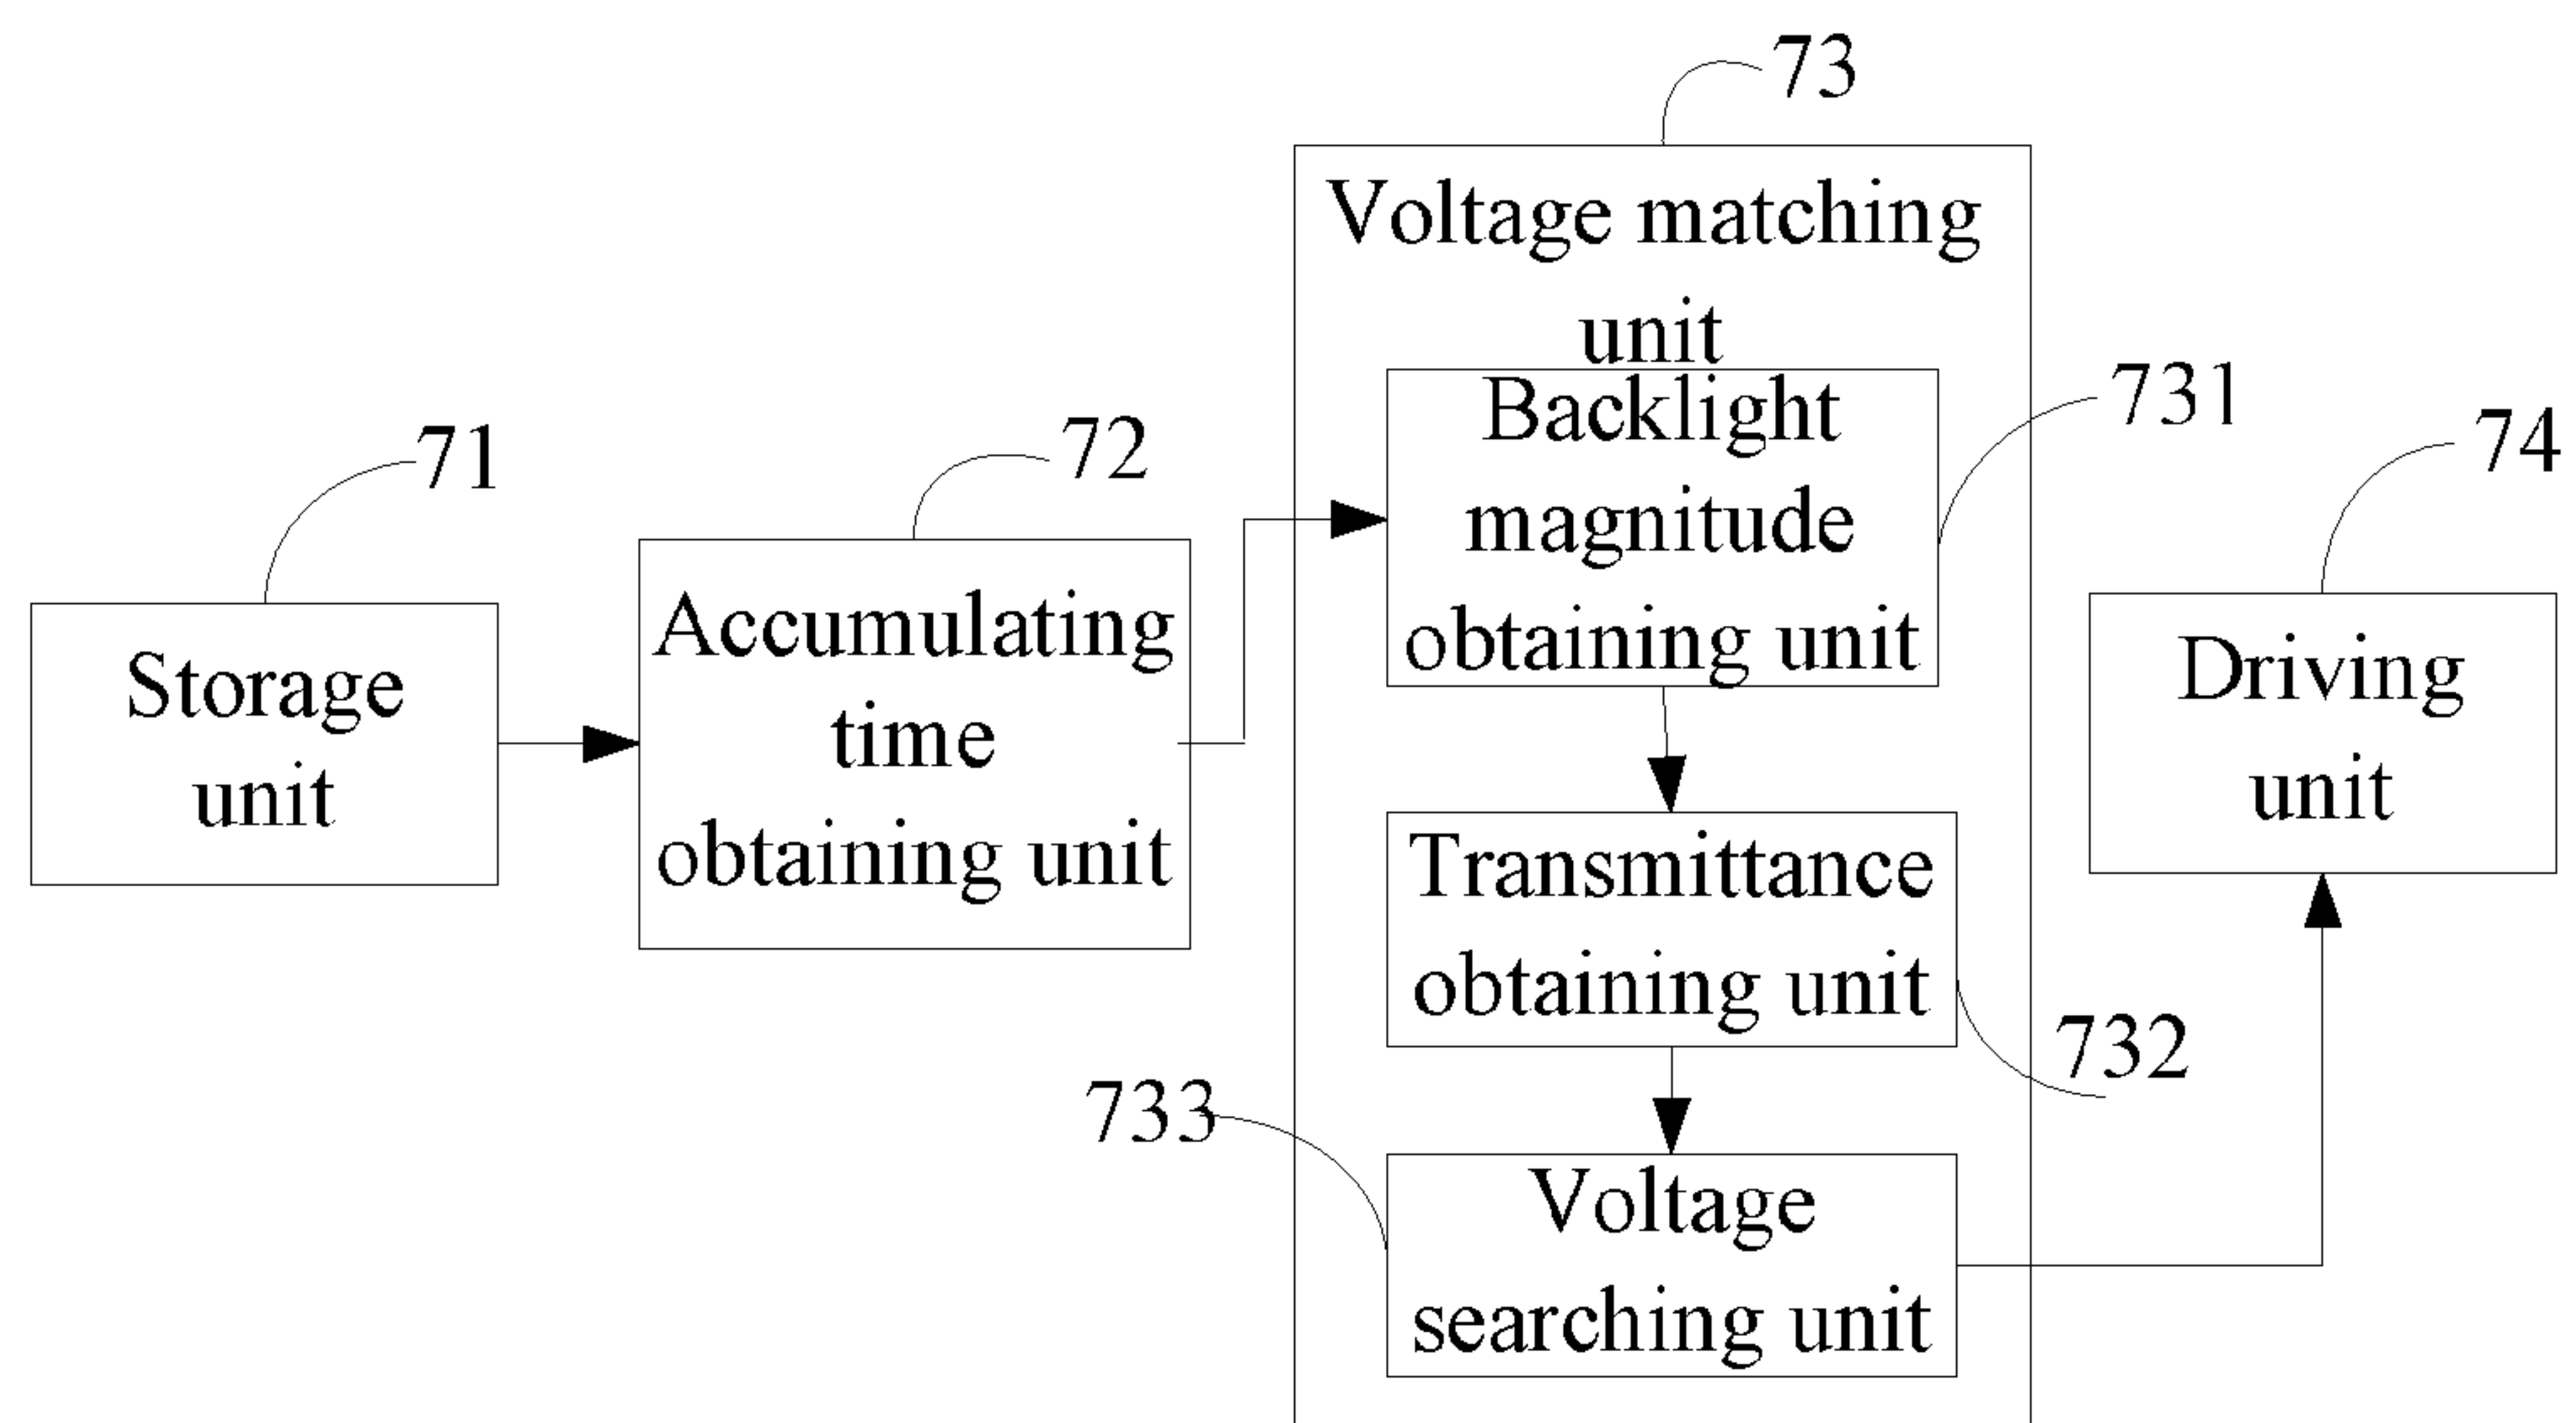 73
Voltage matching
unit
731
Backlight
magnitude
obtaining unit
71
72
74
Storage
unit
Accumulating
time
obtaining unit
Driving
unit
Transmittance
obtaining unit
732
733
Voltage
searching unit